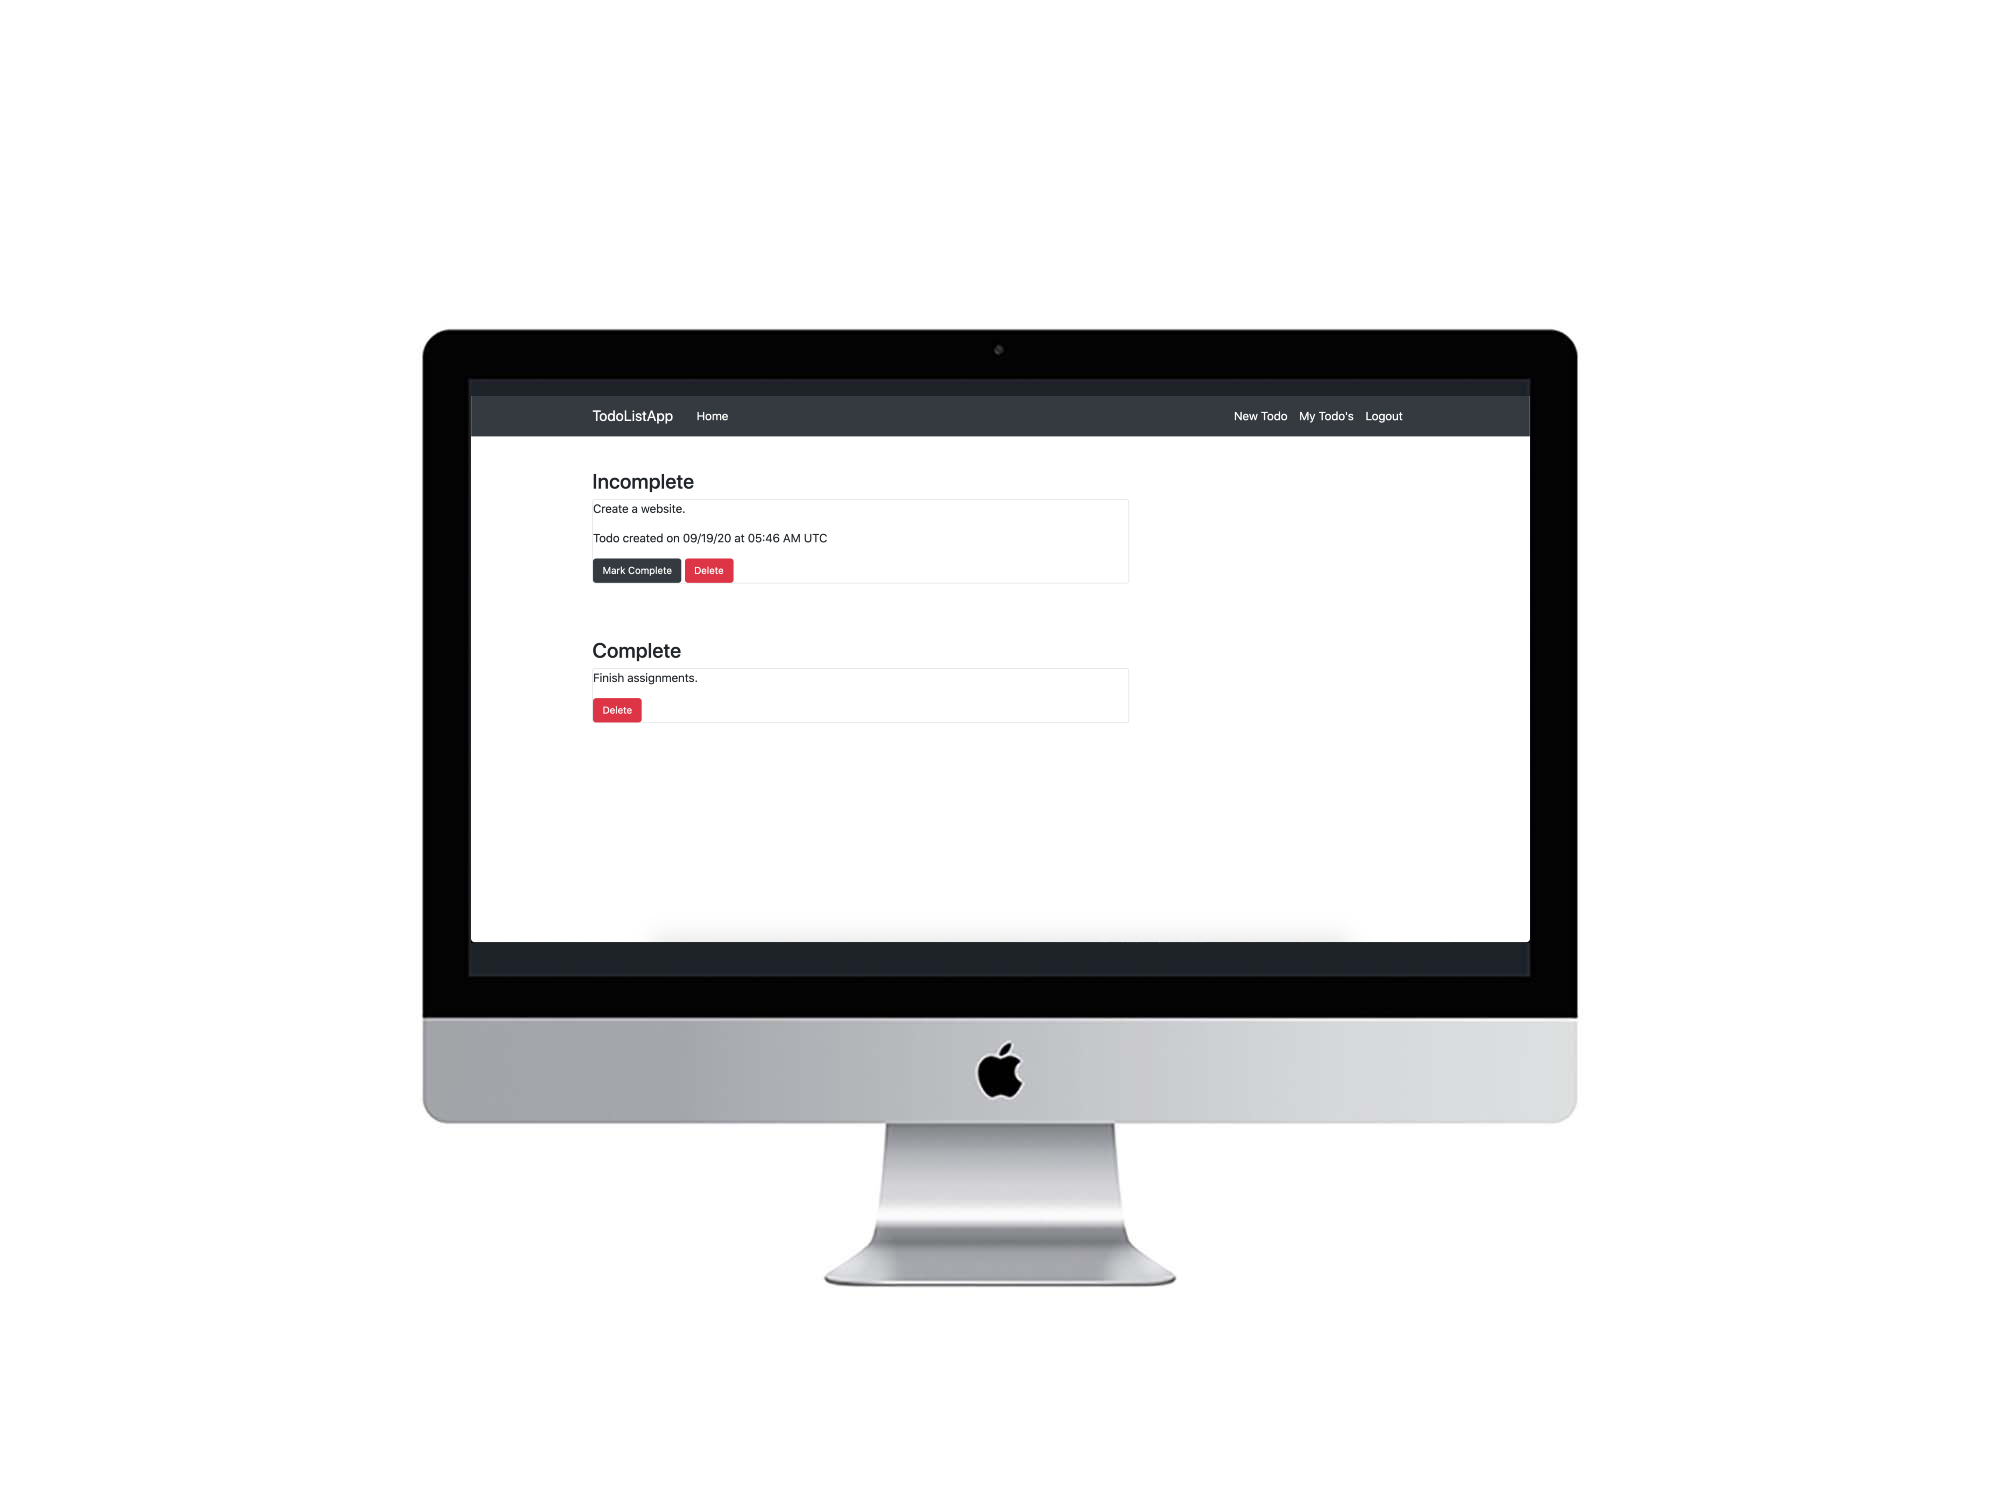 TodoListApp Home New Todo My Todo's Logout
Incomplete
Create a website.
Todo created on 09/19/20 at 05:46 AM UTC
Mark Complete Delete
Complete
Finish assignments.
Delete